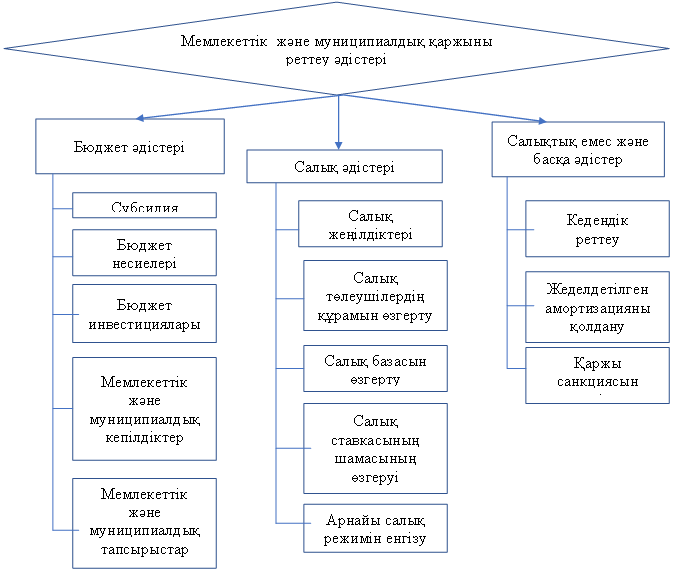 Мемлекеттік және муниципиалдық қаржыны
реттеу әдістері
Бюджет әдістері
Субсидия
Бюджет
несиелері
Бюджет
инвестициялары
Мемлекеттік
және
муниципиалдық
кепілдіктер
Мемлекеттік
және
муниципиалдық
тапсырыстар
Салық әдістері
Салық
жеңілдіктері
Салық
төлеушілердің
құрамын өзгерту
Салық базасын
өзгерту
Салық
ставкасының
шамасының
өзгеруі
Арнайы салық
режимін енгізу
Салықтық емес және
басқа әдістер
Кедендік
реттеу
Жеделдетілген
амортизацияны
қолдану
Қаржы
санкциясын